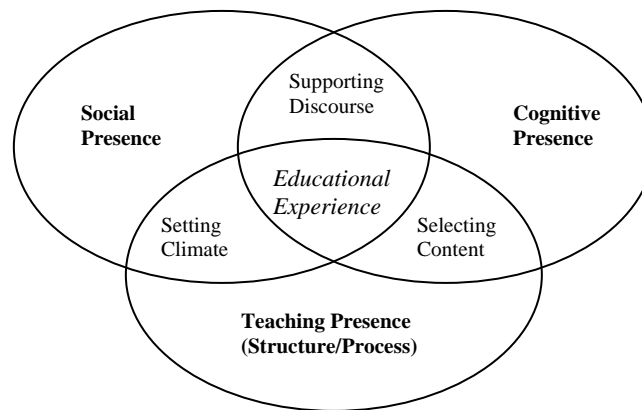 Supporting
Discourse
Social
Presence
Cognitive
Presence
Educational
Experience
Setting
Climate
Selecting
Content
Teaching Presence
(Structure/Process)